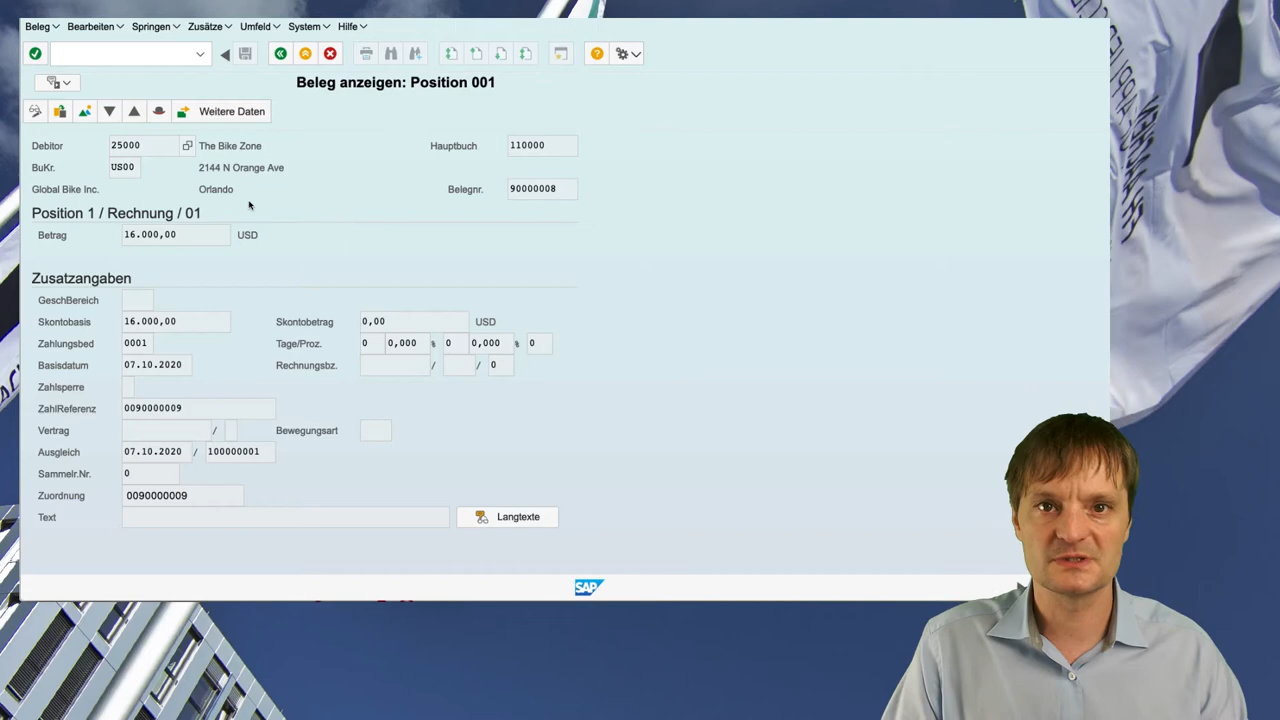 Beleg Bearbeiten Springen Zusätze Umfeld System Hilfe
Beleg anzeigen: Position 001
Weitere Daten
Debitor 25000 The Bike Zone Hauptbuch 110000
BuKr. US00 2144 N Orange Ave
Global Bike Inc. Orlando Belegnr. 90000008
Position 1 / Rechnung / 01
Betrag 16.000,00 USD
Zusatzangaben
GeschBereich
Skontobasis 16.000,00 Skontobetrag 0,00 USD
Zahlungsbed 0001 Tage/Proz. 0 0,000 % 0 0,000 % 0
Basisdatum 07.10.2020 Rechnungsbz. / / 0
Zahlsperre
ZahlReferenz 0090000009
Vertrag / Bewegungsart
Ausgleich 07.10.2020 / 100000001
Sammelr.Nr. 0
Zuordnung 0090000009
Text Langtexte
SAP